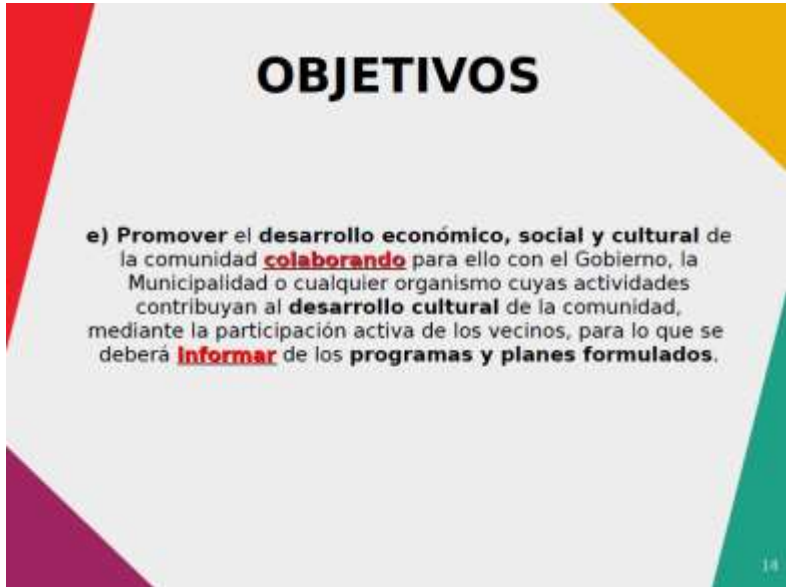 OBJETIVOS
e) Promover el desarrollo económico, social y cultural de
la comunidad colaborando para ello con el Gobierno, la
Municipalidad o cualquier organismo cuyas actividades
contribuyan al desarrollo cultural de la comunidad,
mediante la participación activa de los vecinos, para lo que se
deberá informar de los programas y planes formulados.
14